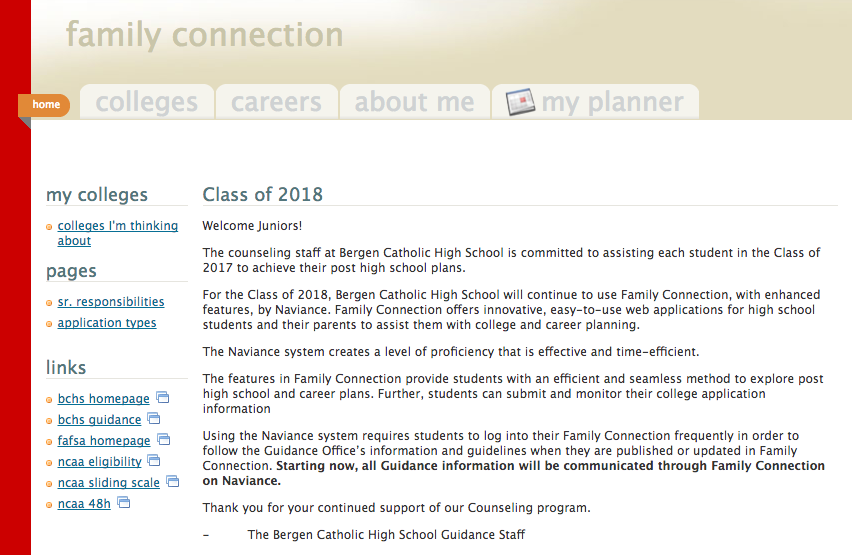 family connection
home
colleges
careers
about me
my planner
my colleges
colleges I'm thinking
about
pages
sr. responsibilities
application types
links
bchs homepage
bchs guidance
fafsa homepage
ncaa eligibility
ncaa sliding scale
ncaa 48h
Class of 2018
Welcome Juniors!
The counseling staff at Bergen Catholic High School is committed to assisting each student in the Class of
2017 to achieve their post high school plans.
For the Class of 2018, Bergen Catholic High School will continue to use Family Connection, with enhanced
features, by Naviance. Family Connection offers innovative, easy-to-use web applications for high school
students and their parents to assist them with college and career planning.
The Naviance system creates a level of proficiency that is effective and time-efficient.
The features in Family Connection provide students with an efficient and seamless method to explore post
high school and career plans. Further, students can submit and monitor their college application
information
Using the Naviance system requires students to log into their Family Connection frequently in order to
follow the Guidance Office's information and guidelines when they are published or updated in Family
Connection. Starting now, all Guidance information will be communicated through Family Connection
on Naviance.
Thank you for your continued support of our Counseling program.
- The Bergen Catholic High School Guidance Staff